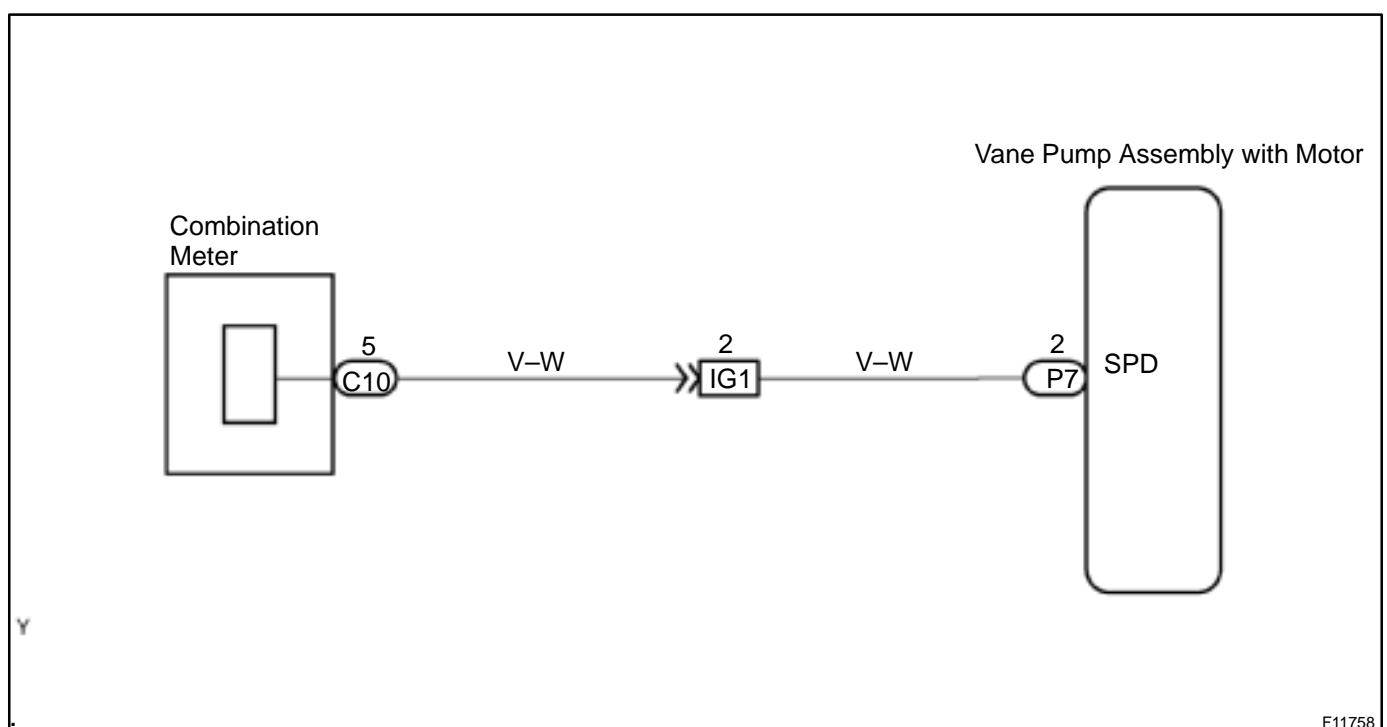 Vane Pump Assembly with Motor
Combination
Meter
5
C10
V–W
2
IG1
V–W
2
P7
SPD
Y
F11758